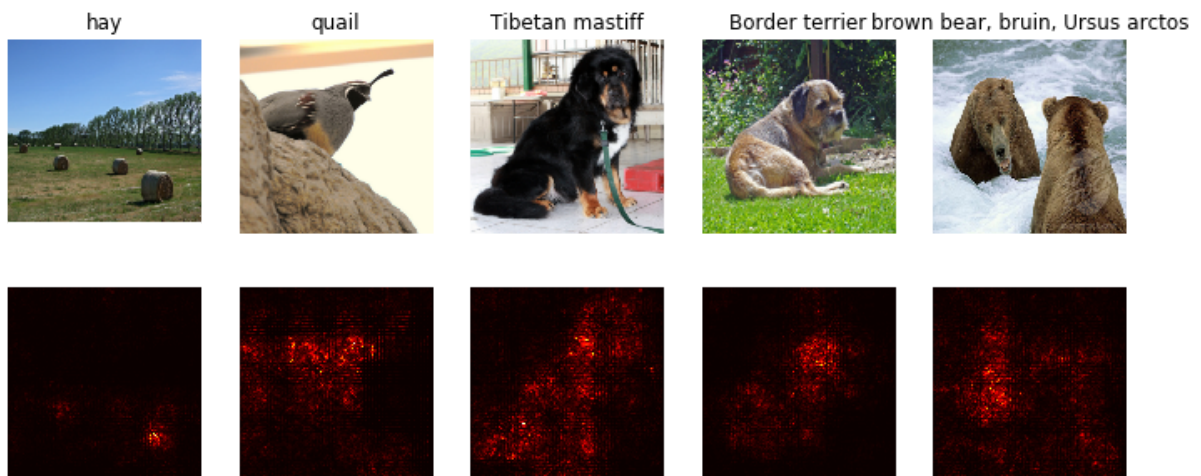 hay
quail
Tibetan mastiff
Border terrier
brown bear, bruin, Ursus arctos